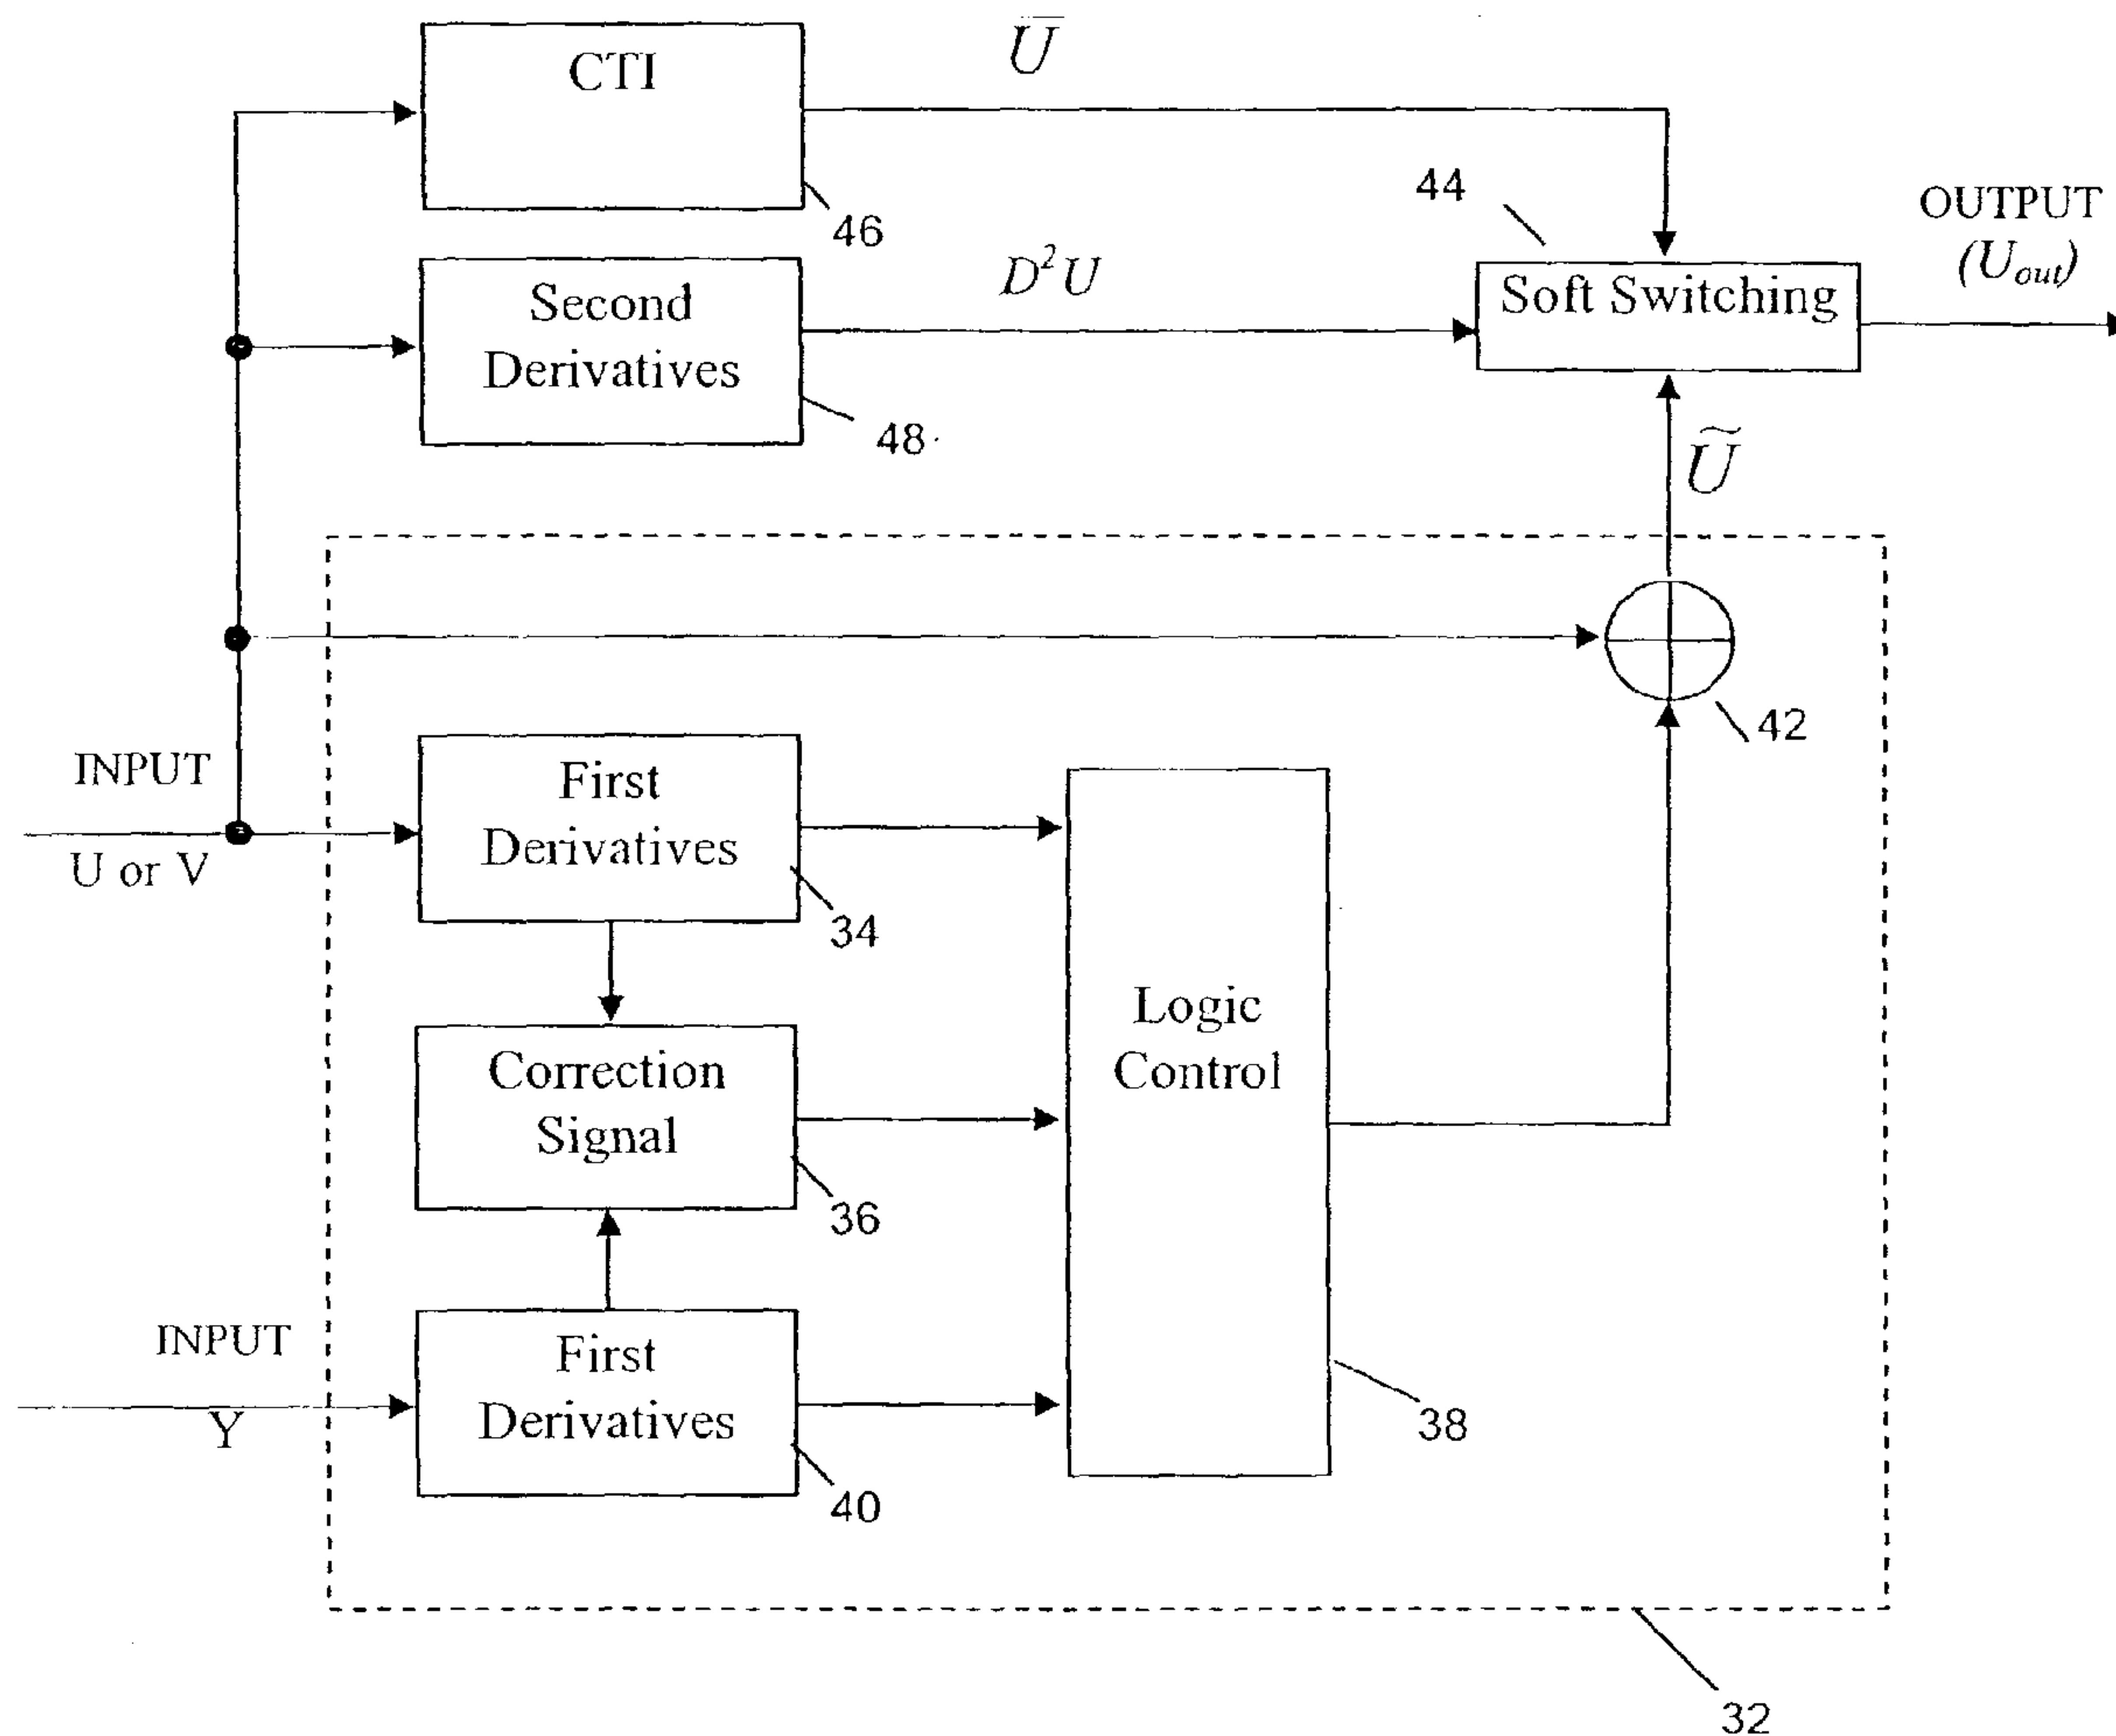 CTI
U̅
46
44
OUTPUT
(U_out)
Second
Derivatives
D²U
Soft Switching
48
Ũ
42
INPUT
U or V
First
Derivatives
34
Logic
Control
Correction
Signal
36
INPUT
Y
First
Derivatives
38
40
32